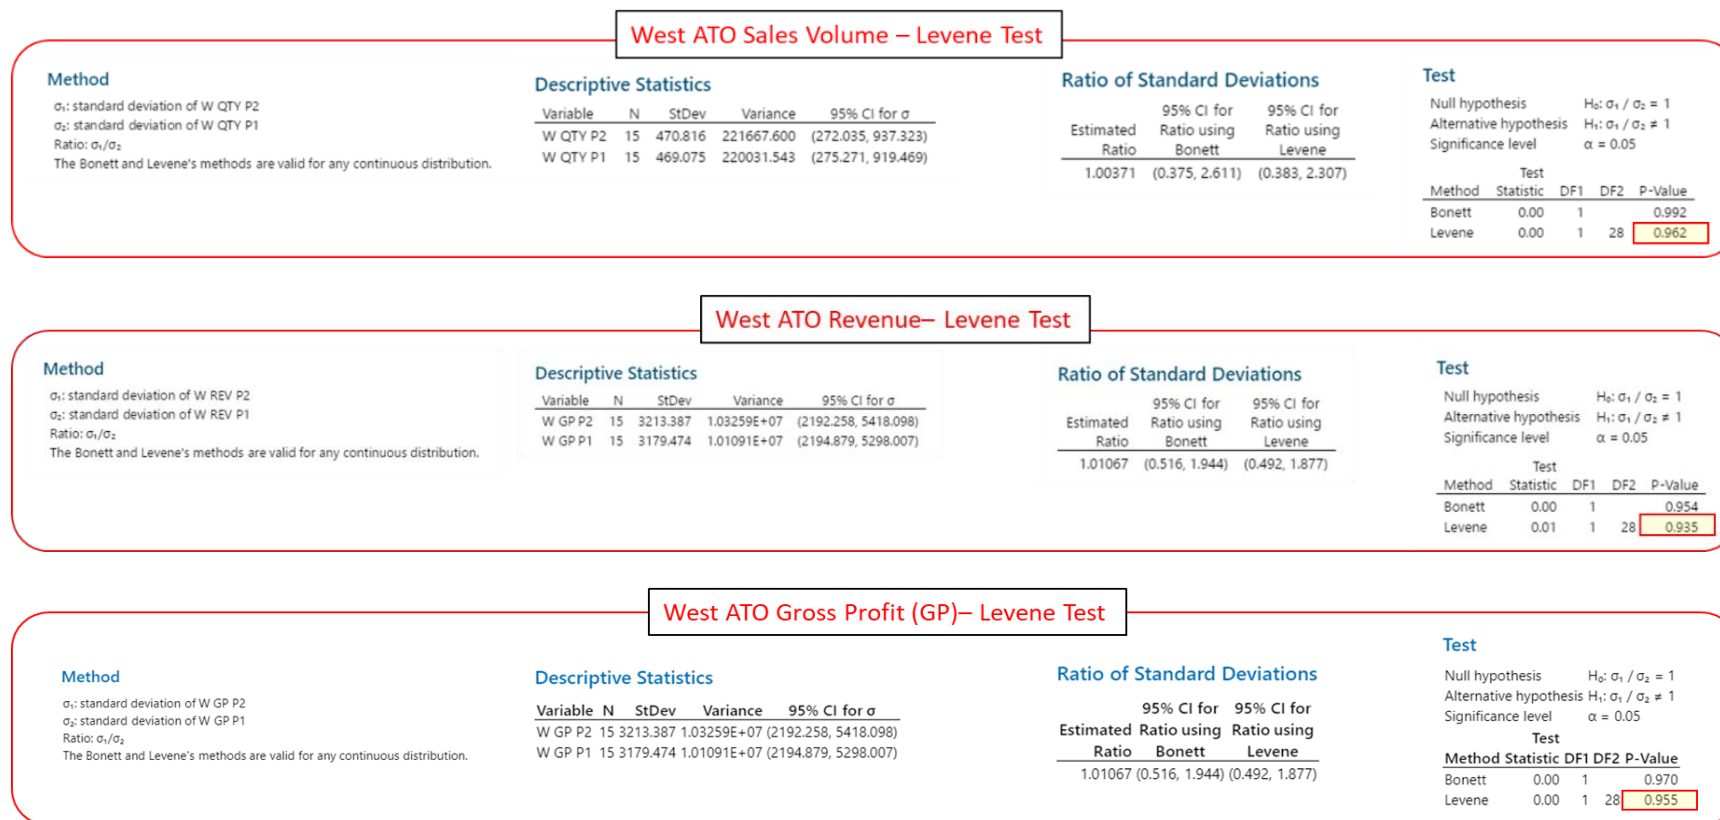 West ATO Sales Volume – Levene Test
Method
σ₁: standard deviation of W QTY P2
σ₂: standard deviation of W QTY P1
Ratio: σ₁/σ₂
The Bonett and Levene's methods are valid for any continuous distribution.
Descriptive Statistics
Variable N StDev Variance 95% CI for σ
W QTY P2 15 470.816 221667.600 (272.035, 937.323)
W QTY P1 15 469.075 220031.543 (275.271, 919.469)
Ratio of Standard Deviations
95% CI for 95% CI for
Estimated Ratio using Ratio using
Ratio Bonett Levene
1.00371 (0.375, 2.611) (0.383, 2.307)
Test
Null hypothesis H₀: σ₁ / σ₂ = 1
Alternative hypothesis H₁: σ₁ / σ₂ ≠ 1
Significance level α = 0.05
Test
Method Statistic DF1 DF2 P-Value
Bonett 0.00 1 0.992
Levene 0.00 1 28 0.962
West ATO Revenue– Levene Test
Method
σ₁: standard deviation of W REV P2
σ₂: standard deviation of W REV P1
Ratio: σ₁/σ₂
The Bonett and Levene's methods are valid for any continuous distribution.
Descriptive Statistics
Variable N StDev Variance 95% CI for σ
W GP P2 15 3213.387 1.03259E+07 (2192.258, 5418.098)
W GP P1 15 3179.474 1.01091E+07 (2194.879, 5298.007)
Ratio of Standard Deviations
95% CI for 95% CI for
Estimated Ratio using Ratio using
Ratio Bonett Levene
1.01067 (0.516, 1.944) (0.492, 1.877)
Test
Null hypothesis H₀: σ₁ / σ₂ = 1
Alternative hypothesis H₁: σ₁ / σ₂ ≠ 1
Significance level α = 0.05
Test
Method Statistic DF1 DF2 P-Value
Bonett 0.00 1 0.954
Levene 0.01 1 28 0.935
West ATO Gross Profit (GP)– Levene Test
Method
σ₁: standard deviation of W GP P2
σ₂: standard deviation of W GP P1
Ratio: σ₁/σ₂
The Bonett and Levene's methods are valid for any continuous distribution.
Descriptive Statistics
Variable N StDev Variance 95% CI for σ
W GP P2 15 3213.387 1.03259E+07 (2192.258, 5418.098)
W GP P1 15 3179.474 1.01091E+07 (2194.879, 5298.007)
Ratio of Standard Deviations
95% CI for 95% CI for
Estimated Ratio using Ratio using
Ratio Bonett Levene
1.01067 (0.516, 1.944) (0.492, 1.877)
Test
Null hypothesis H₀: σ₁ / σ₂ = 1
Alternative hypothesis H₁: σ₁ / σ₂ ≠ 1
Significance level α = 0.05
Test
Method Statistic DF1 DF2 P-Value
Bonett 0.00 1 0.970
Levene 0.00 1 28 0.955